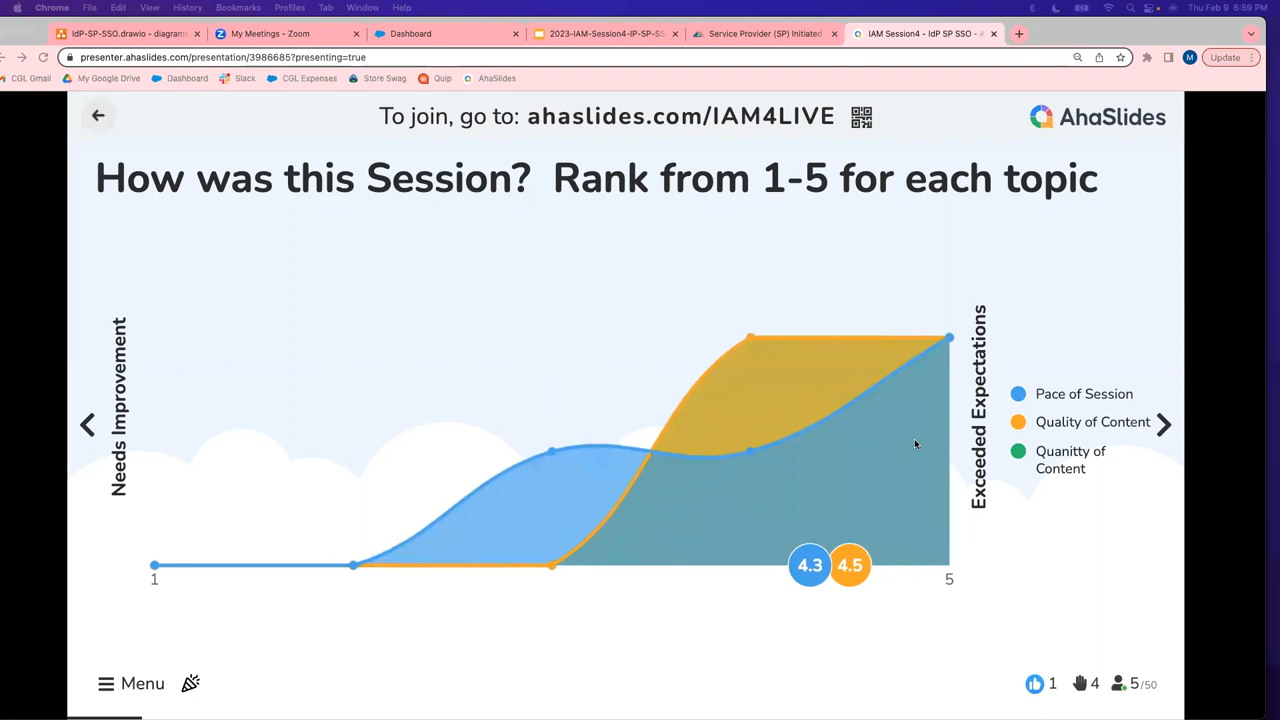 Chrome File Edit View History Bookmarks Profiles Tab Window Help Thu Feb 9 6:59 PM
IdP-SP-SSO.drawio - diagrams My Meetings – Zoom Dashboard 2023-IAM-Session4-IP-SP-SS Service Provider (SP) Initiated IAM Session4 - IdP SP SSO - A
presenter.ahaslides.com/presentation/3986685?presenting=true M Update
CGL Gmail My Google Drive Dashboard Slack CGL Expenses Store Swag Quip AhaSlides
To join, go to: ahaslides.com/IAM4LIVE AhaSlides
How was this Session? Rank from 1-5 for each topic
Needs Improvement
Exceeded Expectations
Pace of Session
Quality of Content
Quanitty of
Content
4.3 4.5
1 5
Menu 1 4 5/50